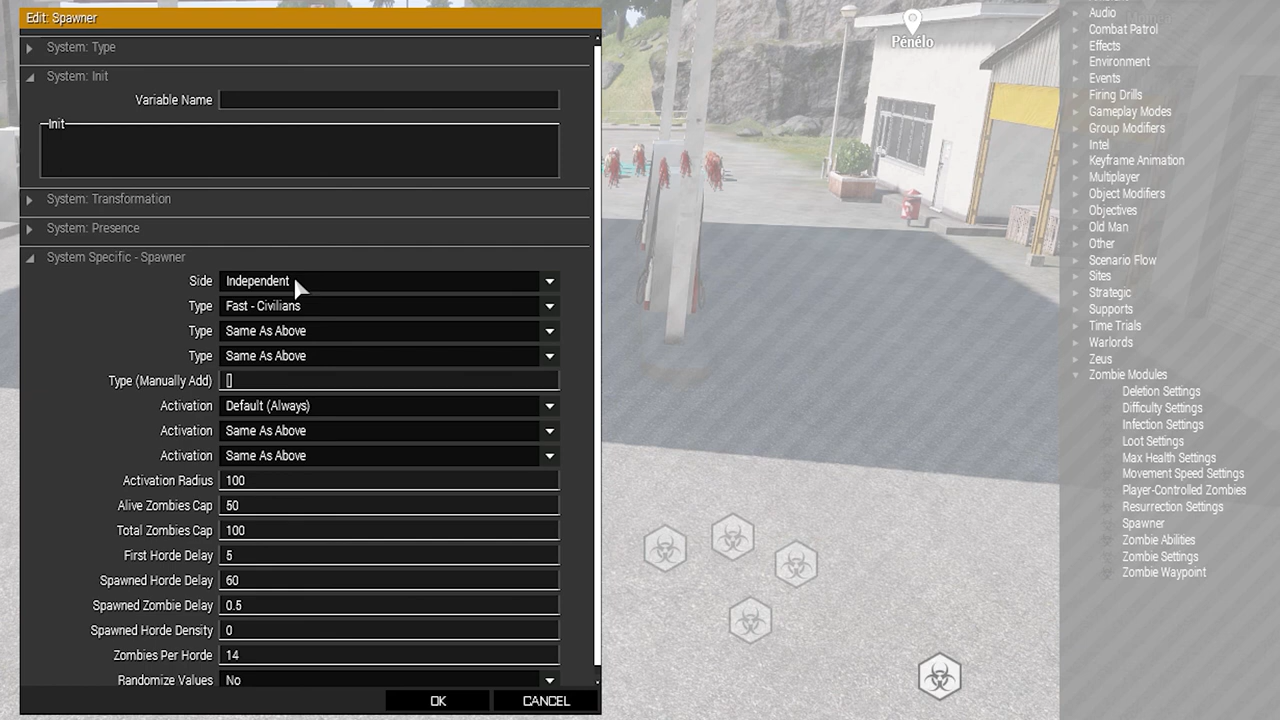 Edit: Spawner
System: Type
System: Init
Variable Name
Init
System: Transformation
System: Presence
System Specific - Spawner
Side Independent
Type Fast - Civilians
Type Same As Above
Type Same As Above
Type (Manually Add) []
Activation Default (Always)
Activation Same As Above
Activation Same As Above
Activation Radius 100
Alive Zombies Cap 50
Total Zombies Cap 100
First Horde Delay 5
Spawned Horde Delay 60
Spawned Zombie Delay 0.5
Spawned Horde Density 0
Zombies Per Horde 14
Randomize Values No
OK CANCEL
Pénélo
Audio
Combat Patrol
Effects
Environment
Events
Firing Drills
Gameplay Modes
Group Modifiers
Intel
Keyframe Animation
Multiplayer
Object Modifiers
Objectives
Old Man
Other
Scenario Flow
Sites
Strategic
Supports
Time Trials
Warlords
Zeus
Zombie Modules
Deletion Settings
Difficulty Settings
Infection Settings
Loot Settings
Max Health Settings
Movement Speed Settings
Player-Controlled Zombies
Resurrection Settings
Spawner
Zombie Abilities
Zombie Settings
Zombie Waypoint